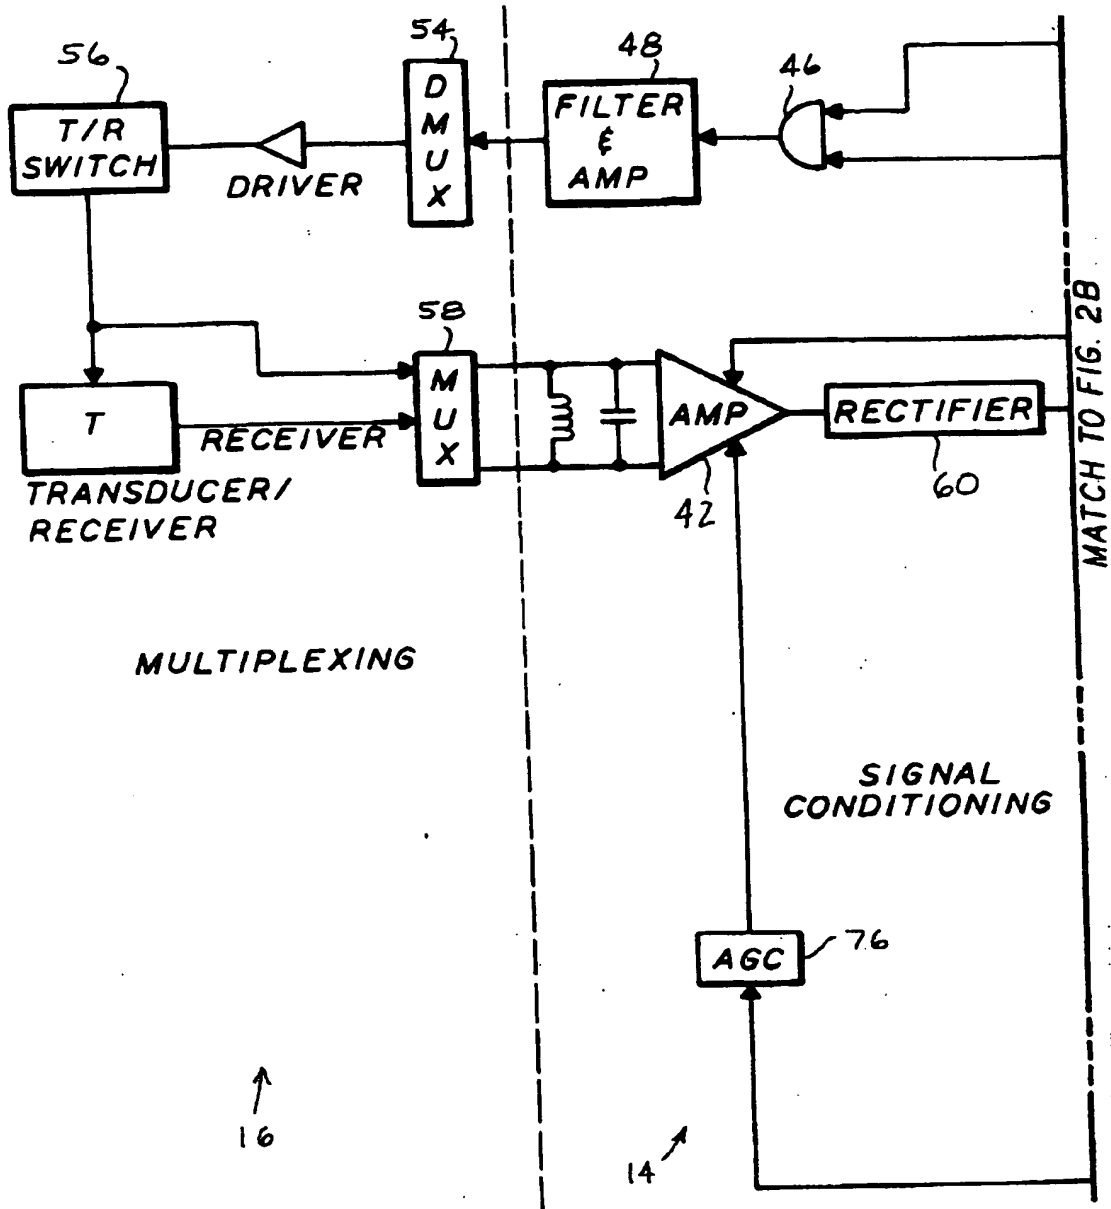 56
T/R
SWITCH
DRIVER
54
D
M
U
X
48
FILTER
&
AMP
46
58
M
U
X
T
RECEIVER
TRANSDUCER/
RECEIVER
AMP
42
RECTIFIER
60
MATCH TO FIG. 2B
MULTIPLEXING
SIGNAL
CONDITIONING
AGC
76
16
14